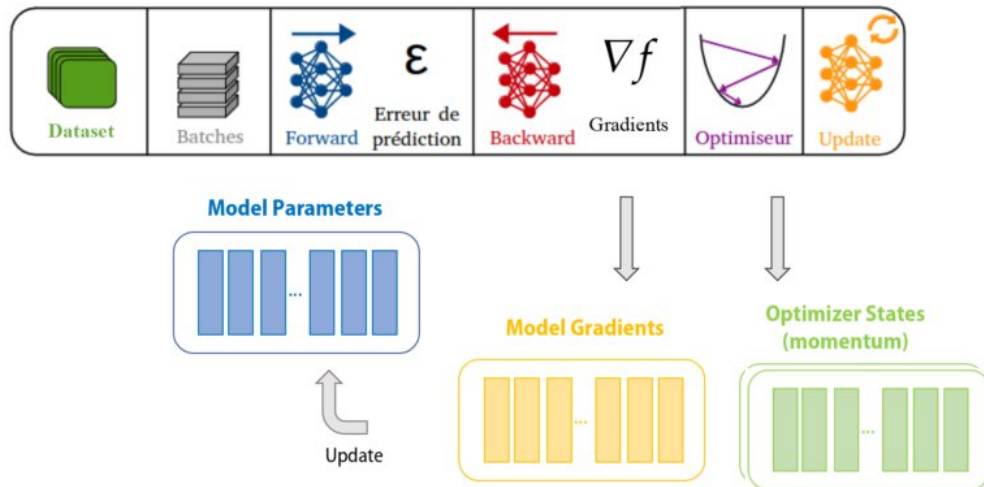 Dataset
Batches
Forward
ε
Erreur de
prédiction
Backward
∇f
Gradients
Optimiseur
Update
Model Parameters
...
Update
Model Gradients
...
Optimizer States
(momentum)
...